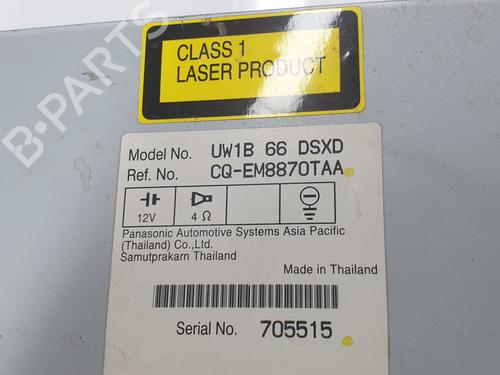 CLASS 1
LASER PRODUCT
Model No. UW1B 66 DSXD
Ref. No. CQ-EM8870TAA
12V 4 Ω
Panasonic Automotive Systems Asia Pacific
(Thailand) Co.,Ltd.
Samutprakarn Thailand
Made in Thailand
Serial No. 705515
B-PARTS